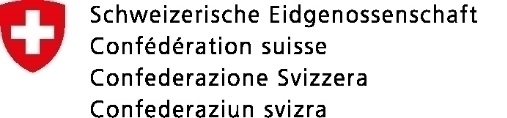 Schweizerische Eidgenossenschaft
Confédération suisse
Confederazione Svizzera
Confederaziun svizra